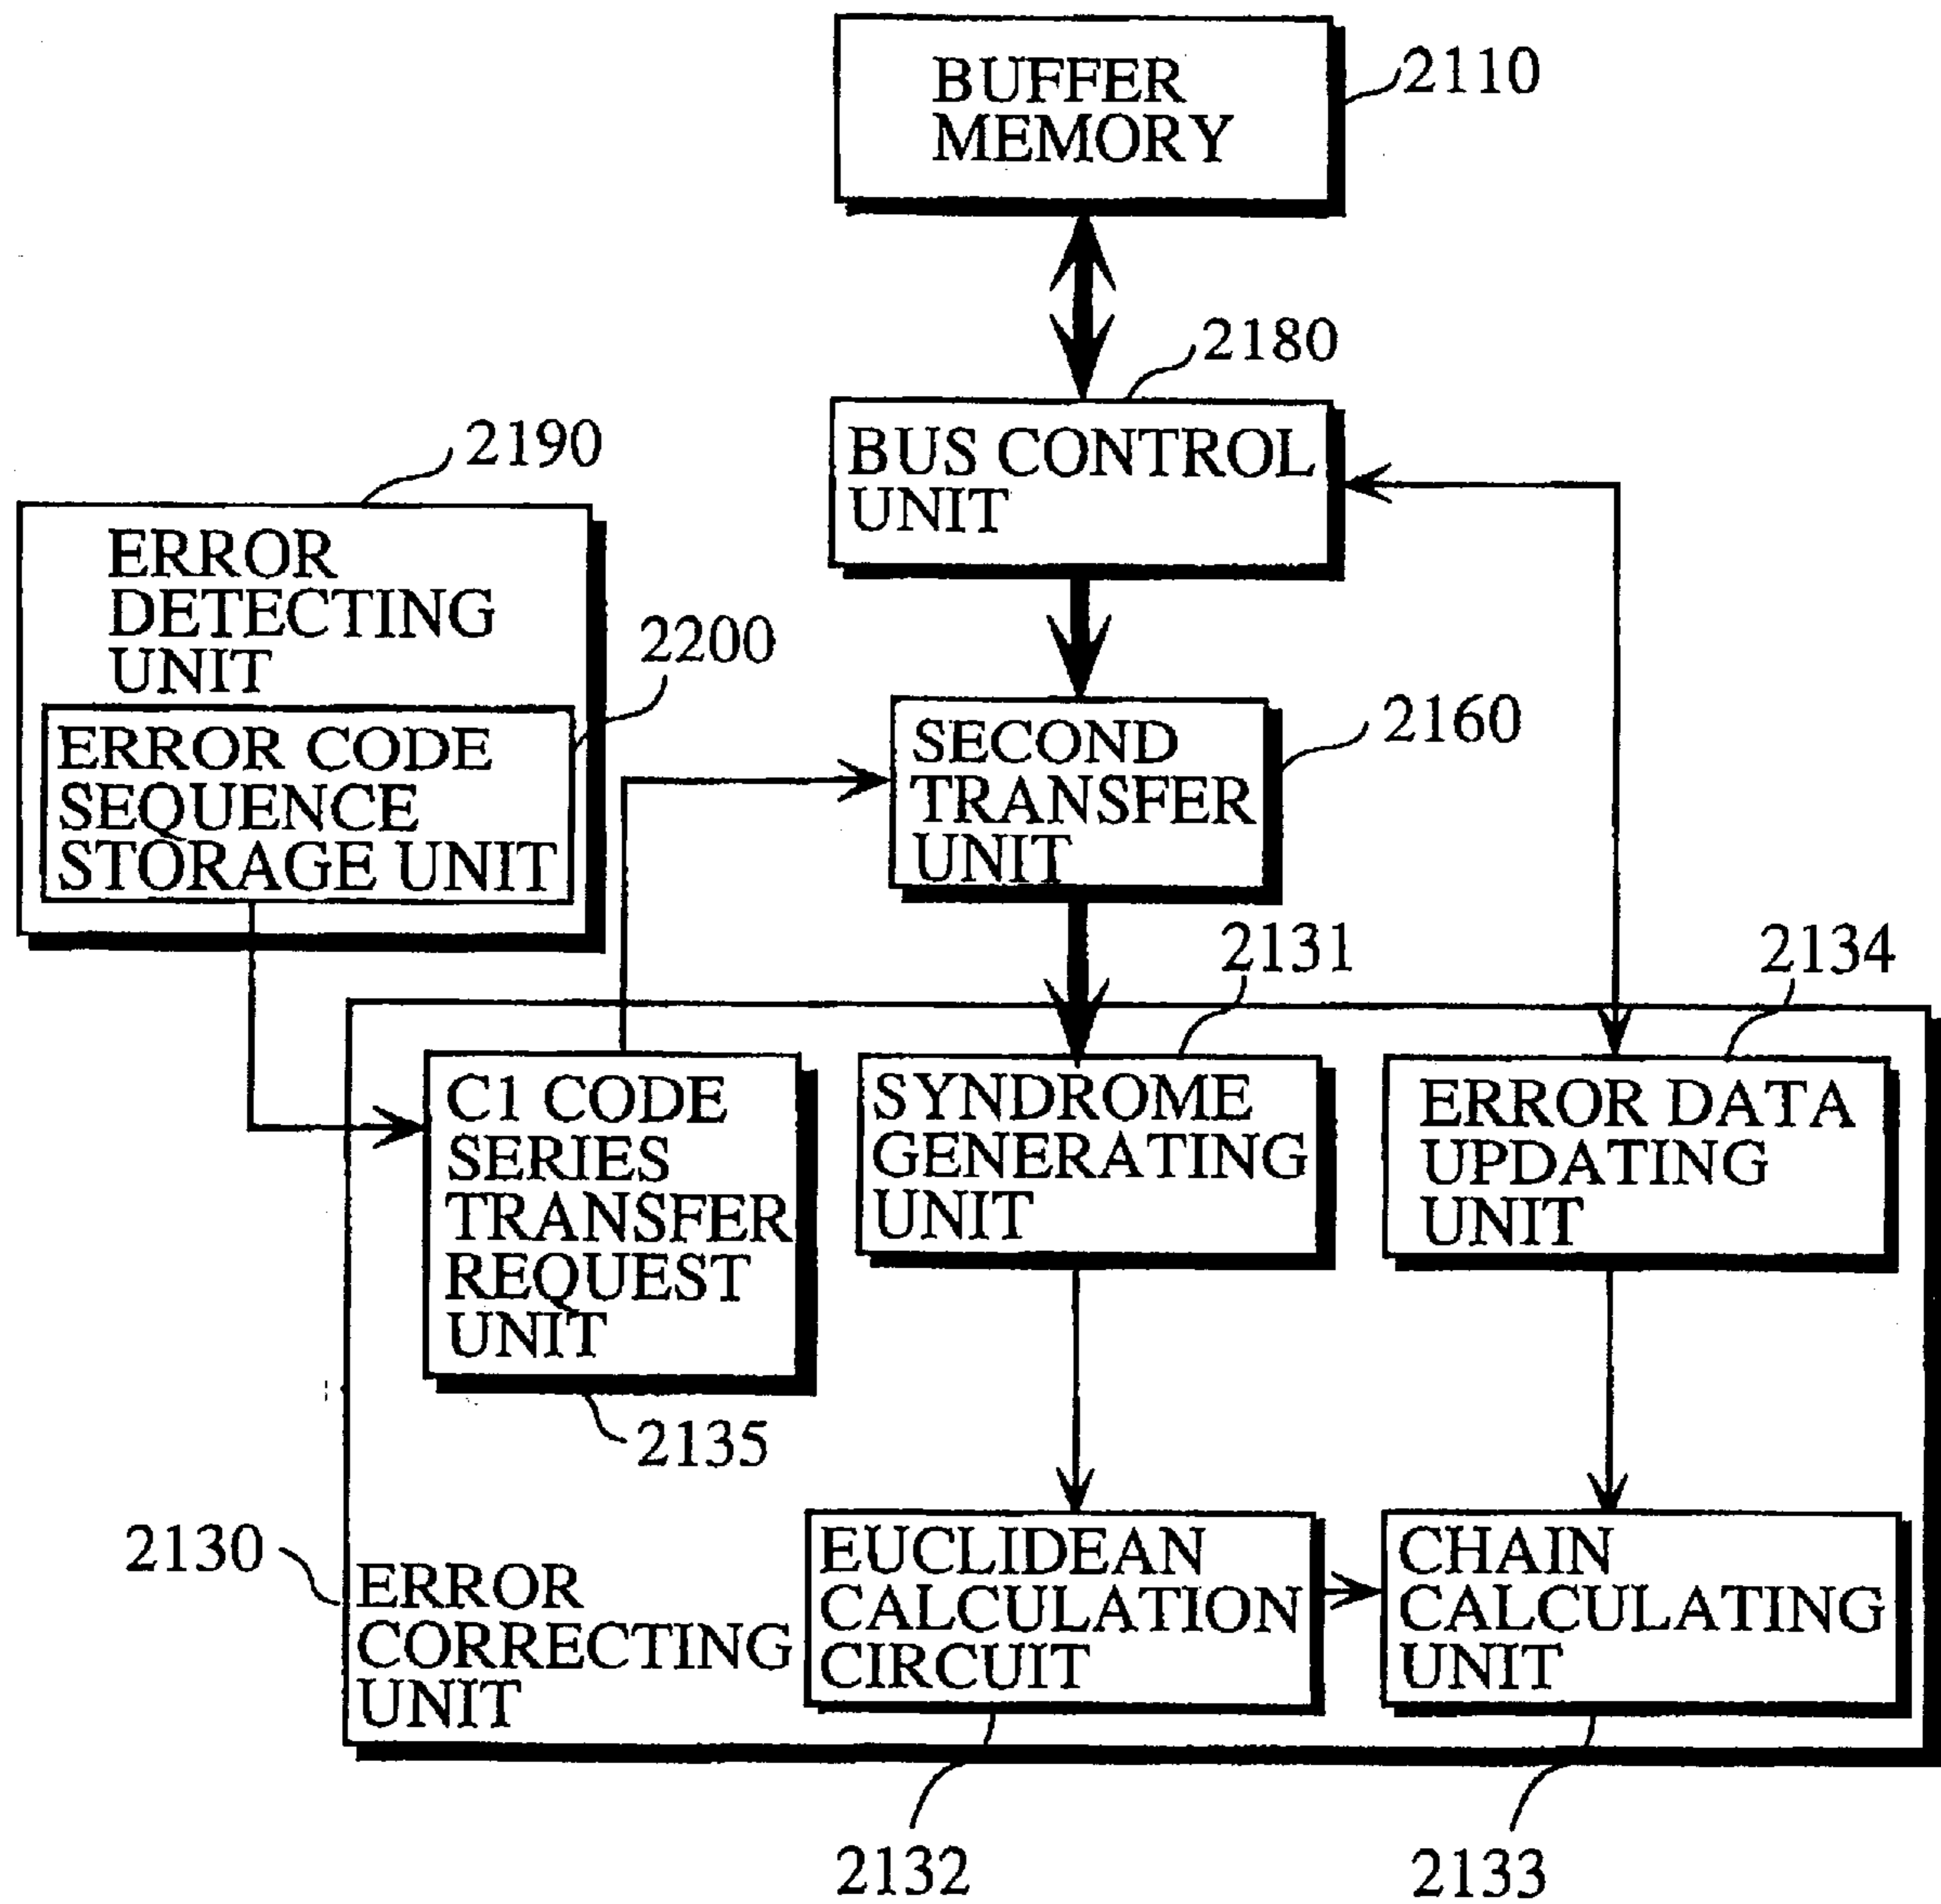 BUFFER
MEMORY
2110
2180
BUS CONTROL
UNIT
2190
ERROR
DETECTING
UNIT
2200
ERROR CODE
SEQUENCE
STORAGE UNIT
SECOND
TRANSFER
UNIT
2160
2131
2134
C1 CODE
SERIES
TRANSFER
REQUEST
UNIT
2135
SYNDROME
GENERATING
UNIT
ERROR DATA
UPDATING
UNIT
2130
ERROR
CORRECTING
UNIT
EUCLIDEAN
CALCULATION
CIRCUIT
CHAIN
CALCULATING
UNIT
2132
2133